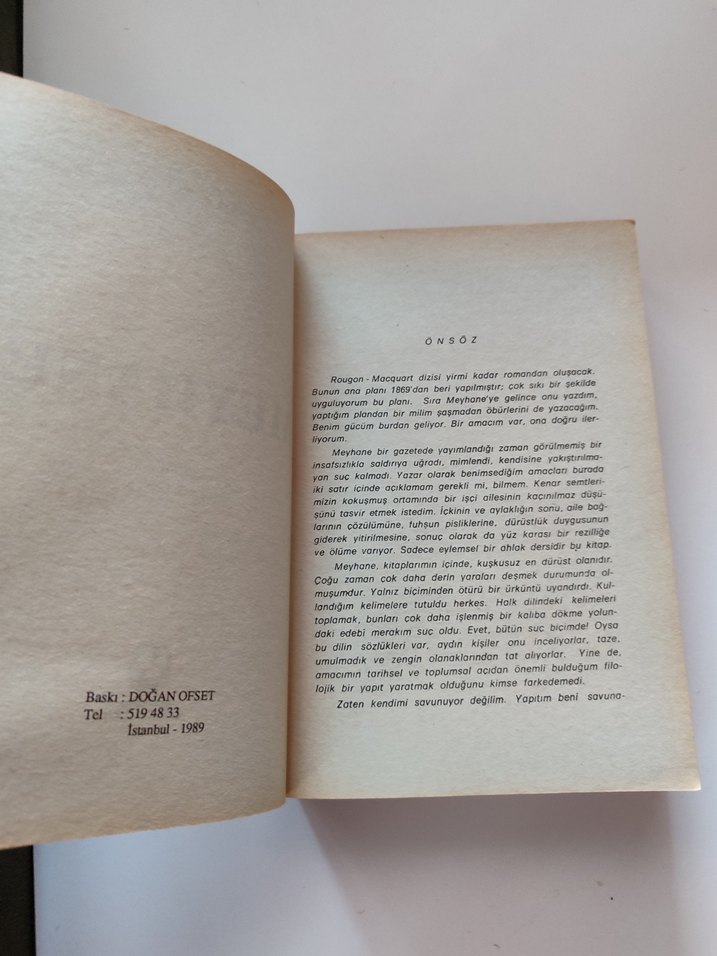 Baskı : DOĞAN OFSET
Tel : 519 48 33
İstanbul - 1989
ÖNSÖZ
Rougon - Macquart dizisi yirmi kadar romandan oluşacak.
Bunun ana planı 1869'dan beri yapılmıştır; çok sıkı bir şekilde
uyguluyorum bu planı. Sıra Meyhane'ye gelince onu yazdım,
yaptığım plandan bir milim şaşmadan öbürlerini de yazacağım.
Benim gücüm burdan geliyor. Bir amacım var, ona doğru iler-
liyorum.
Meyhane bir gazetede yayımlandığı zaman görülmemiş bir
insafsızlıkla saldırıya uğradı, mimlendi, kendisine yakıştırılma-
yan suç kalmadı. Yazar olarak benimsediğim amaçları burada
iki satır içinde açıklamam gerekli mi, bilmem. Kenar semtleri-
mizin kokuşmuş ortamında bir işçi ailesinin kaçınılmaz düşü-
şünü tasvir etmek istedim. İçkinin ve aylaklığın sonu, aile bağ-
larının çözülümüne, fuhşun pisliklerine, dürüstlük duygusunun
giderek yitirilmesine, sonuç olarak da yüz karası bir rezilliğe
ve ölüme varıyor. Sadece eylemsel bir ahlak dersidir bu kitap.
Meyhane, kitaplarımın içinde, kuşkusuz en dürüst olanıdır.
Çoğu zaman çok daha derin yaraları deşmek durumunda ol-
muşumdur. Yalnız biçiminden ötürü bir ürküntü uyandırdı. Kul-
landığım kelimelere tutuldu herkes. Halk dilindeki kelimeleri
toplamak, bunları çok daha işlenmiş bir kalıba dökme yolun-
daki edebi merakım suç oldu. Evet, bütün suç biçimde! Oysa
bu dilin sözlükleri var, aydın kişiler onu inceliyorlar, taze,
umulmadık ve zengin olanaklarından tat alıyorlar. Yine de,
amacımın tarihsel ve toplumsal açıdan önemli bulduğum filo-
lojik bir yapıt yaratmak olduğunu kimse farkedemedi.
Zaten kendimi savunuyor değilim. Yapıtım beni savuna-